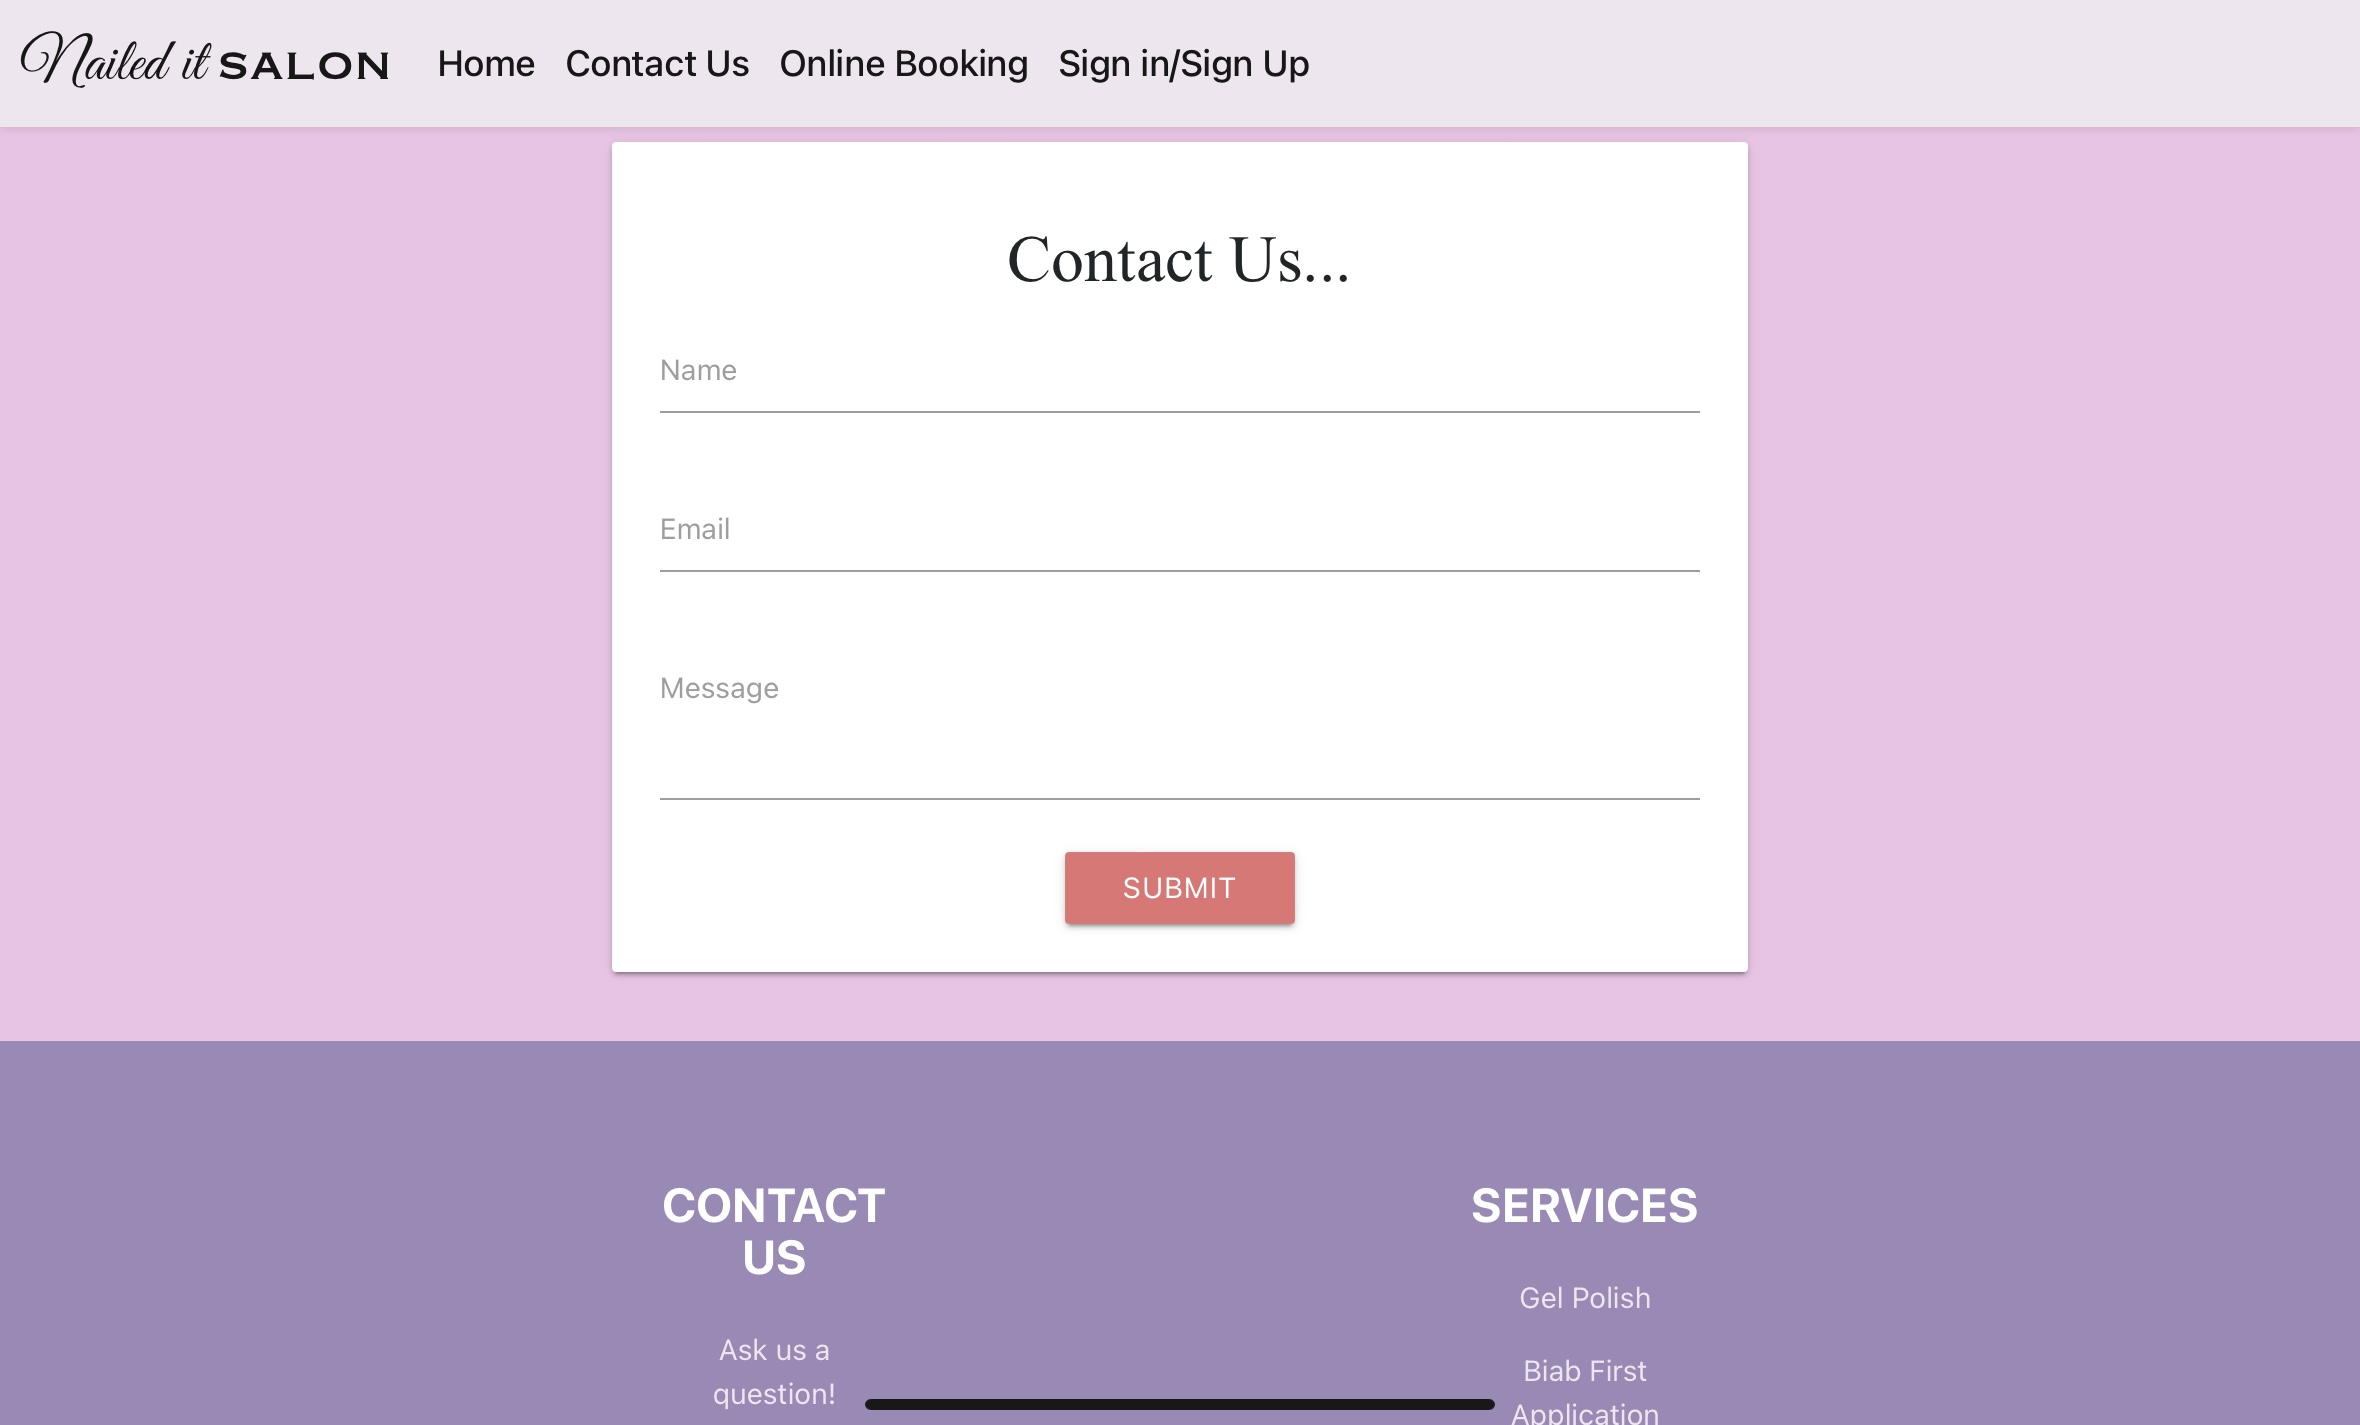 Nailed it SALON Home Contact Us Online Booking Sign in/Sign Up
Contact Us...
Name
Email
Message
SUBMIT
CONTACT
US
Ask us a
question!
SERVICES
Gel Polish
Biab First
Application